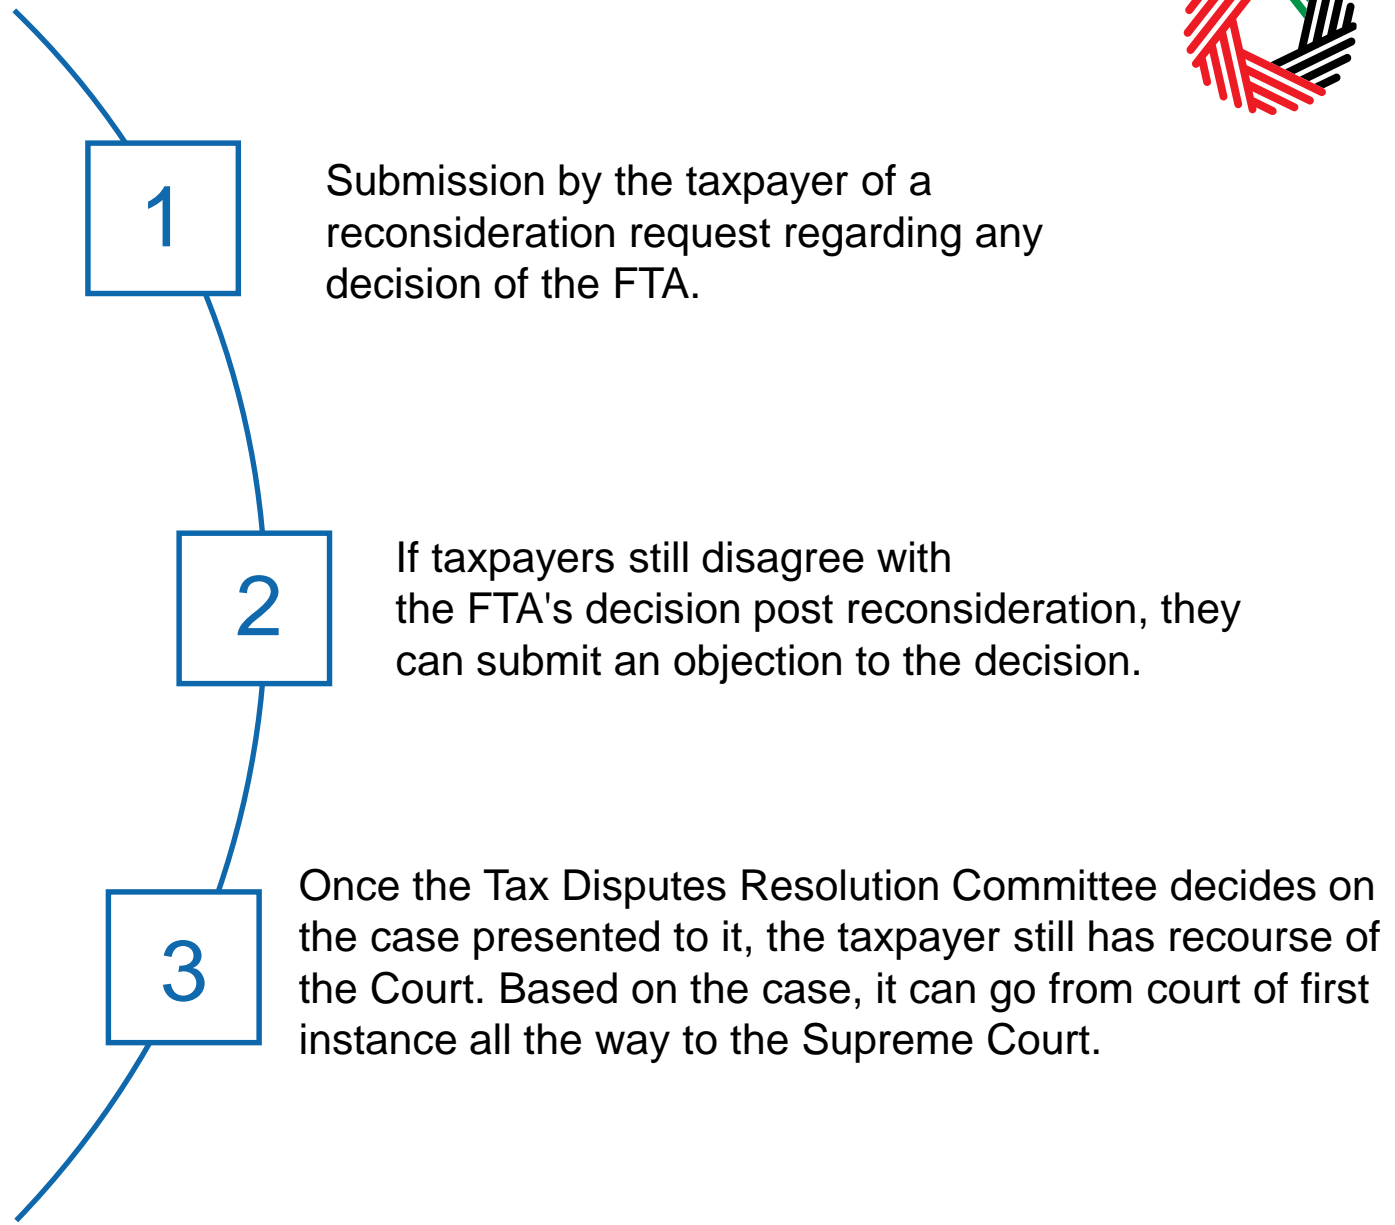 1
Submission by the taxpayer of a
reconsideration request regarding any
decision of the FTA.
2
If taxpayers still disagree with
the FTA's decision post reconsideration, they
can submit an objection to the decision.
3
Once the Tax Disputes Resolution Committee decides on
the case presented to it, the taxpayer still has recourse of
the Court. Based on the case, it can go from court of first
instance all the way to the Supreme Court.